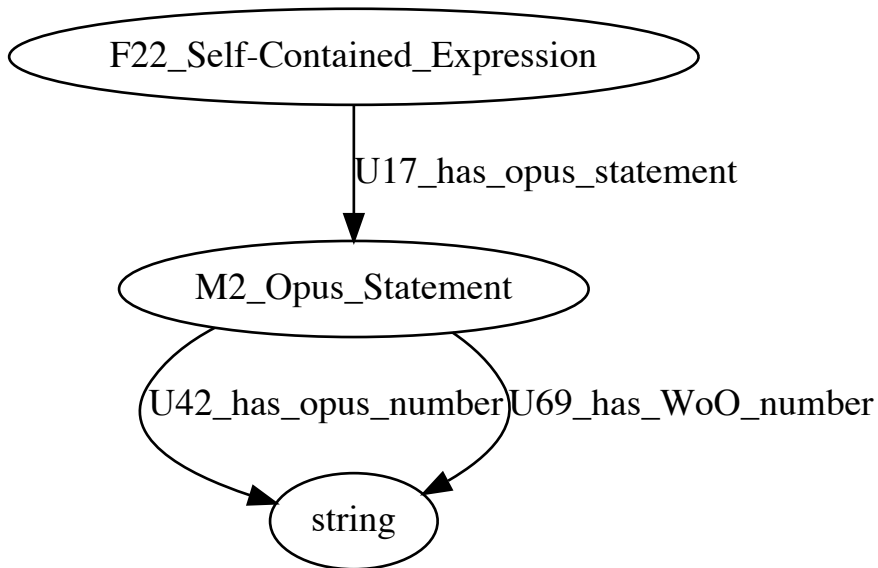 F22_Self-Contained_Expression
U17_has_opus_statement
M2_Opus_Statement
U42_has_opus_number
U69_has_WoO_number
string